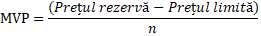 MVP = (Prețul rezervă − Prețul limită) / n